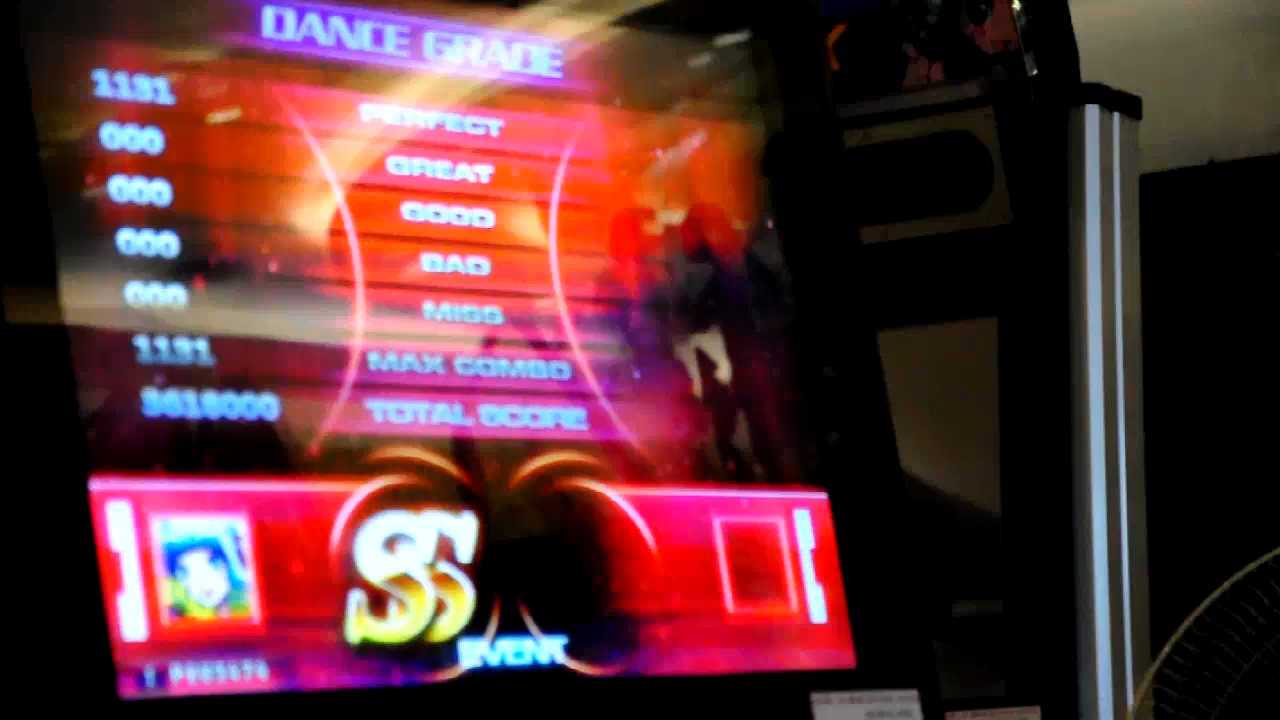 DANCE GRADE
1131 PERFECT
000 GREAT
000 GOOD
000 BAD
000 MISS
1131 MAX COMBO
3618000 TOTAL SCORE
SS
EVENT